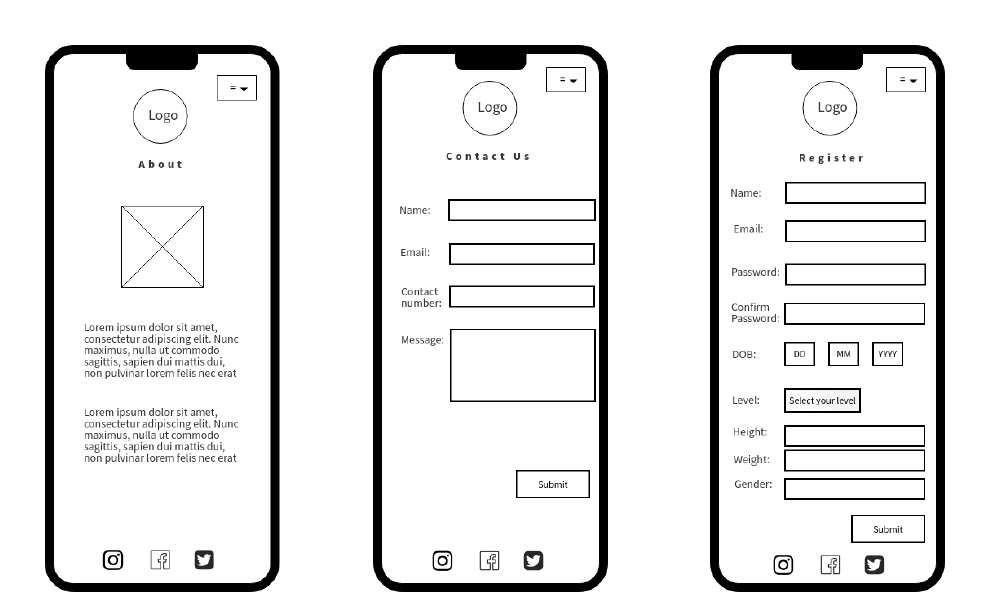 =
Logo
About
Lorem ipsum dolor sit amet,
consectetur adipiscing elit. Nunc
maximus, nulla ut commodo
sagittis, sapien dui mattis dui,
non pulvinar lorem felis nec erat
Lorem ipsum dolor sit amet,
consectetur adipiscing elit. Nunc
maximus, nulla ut commodo
sagittis, sapien dui mattis dui,
non pulvinar lorem felis nec erat
=
Logo
Contact Us
Name:
Email:
Contact
number:
Message:
Submit
=
Logo
Register
Name:
Email:
Password:
Confirm
Password:
DOB: DD MM YYYY
Level: Select your level
Height:
Weight:
Gender:
Submit